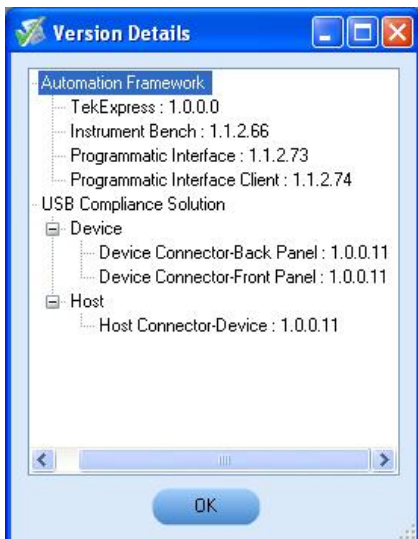 Version Details
Automation Framework
TekExpress : 1.0.0.0
Instrument Bench : 1.1.2.66
Programmatic Interface : 1.1.2.73
Programmatic Interface Client : 1.1.2.74
USB Compliance Solution
Device
Device Connector-Back Panel : 1.0.0.11
Device Connector-Front Panel : 1.0.0.11
Host
Host Connector-Device : 1.0.0.11
OK